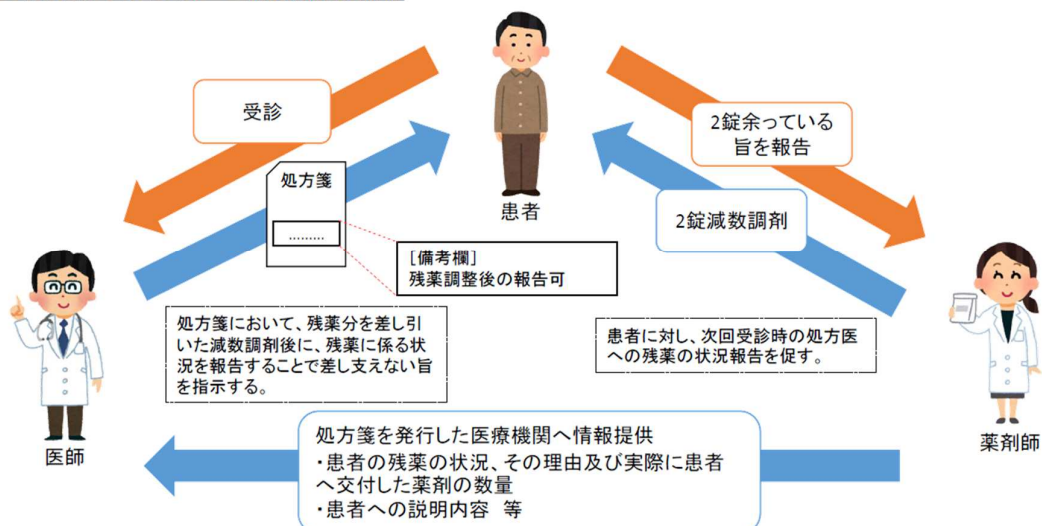 受診
2錠余っている
旨を報告
処方箋
………
患者
2錠減数調剤
[備考欄]
残薬調整後の報告可
処方箋において、残薬分を差し引
いた減数調剤後に、残薬に係る状
況を報告することで差し支えない旨
を指示する。
患者に対し、次回受診時の処方医
への残薬の状況報告を促す。
医師
薬剤師
処方箋を発行した医療機関へ情報提供
・患者の残薬の状況、その理由及び実際に患者
へ交付した薬剤の数量
・患者への説明内容 等